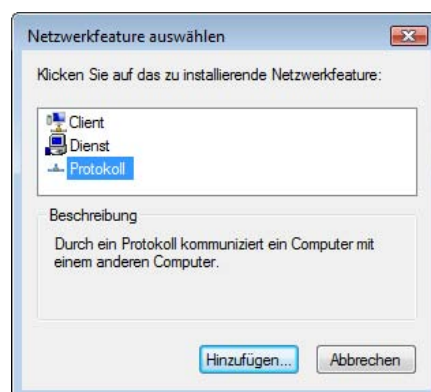 Netzwerkfeature auswählen
Klicken Sie auf das zu installierende Netzwerkfeature:
Client
Dienst
Protokoll
Beschreibung
Durch ein Protokoll kommuniziert ein Computer mit
einem anderen Computer.
Hinzufügen...
Abbrechen